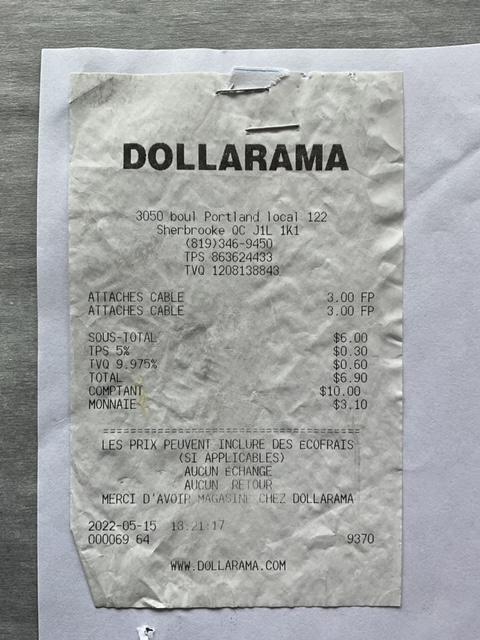 DOLLARAMA
3050 boul Portland local 122
Sherbrooke QC J1L 1K1
(819)346-9450
TPS 863624433
TVQ 1208138843
ATTACHES CABLE 3.00 FP
ATTACHES CABLE 3.00 FP
SOUS-TOTAL $6.00
TPS 5% $0.30
TVQ 9.975% $0.60
TOTAL $6.90
COMPTANT $10.00
MONNAIE $3.10
LES PRIX PEUVENT INCLURE DES ECOFRAIS
(SI APPLICABLES)
AUCUN ÉCHANGE
AUCUN RETOUR
MERCI D'AVOIR MAGASINÉ CHEZ DOLLARAMA
2022-05-15 13:21:17
000069 64 9370
WWW.DOLLARAMA.COM